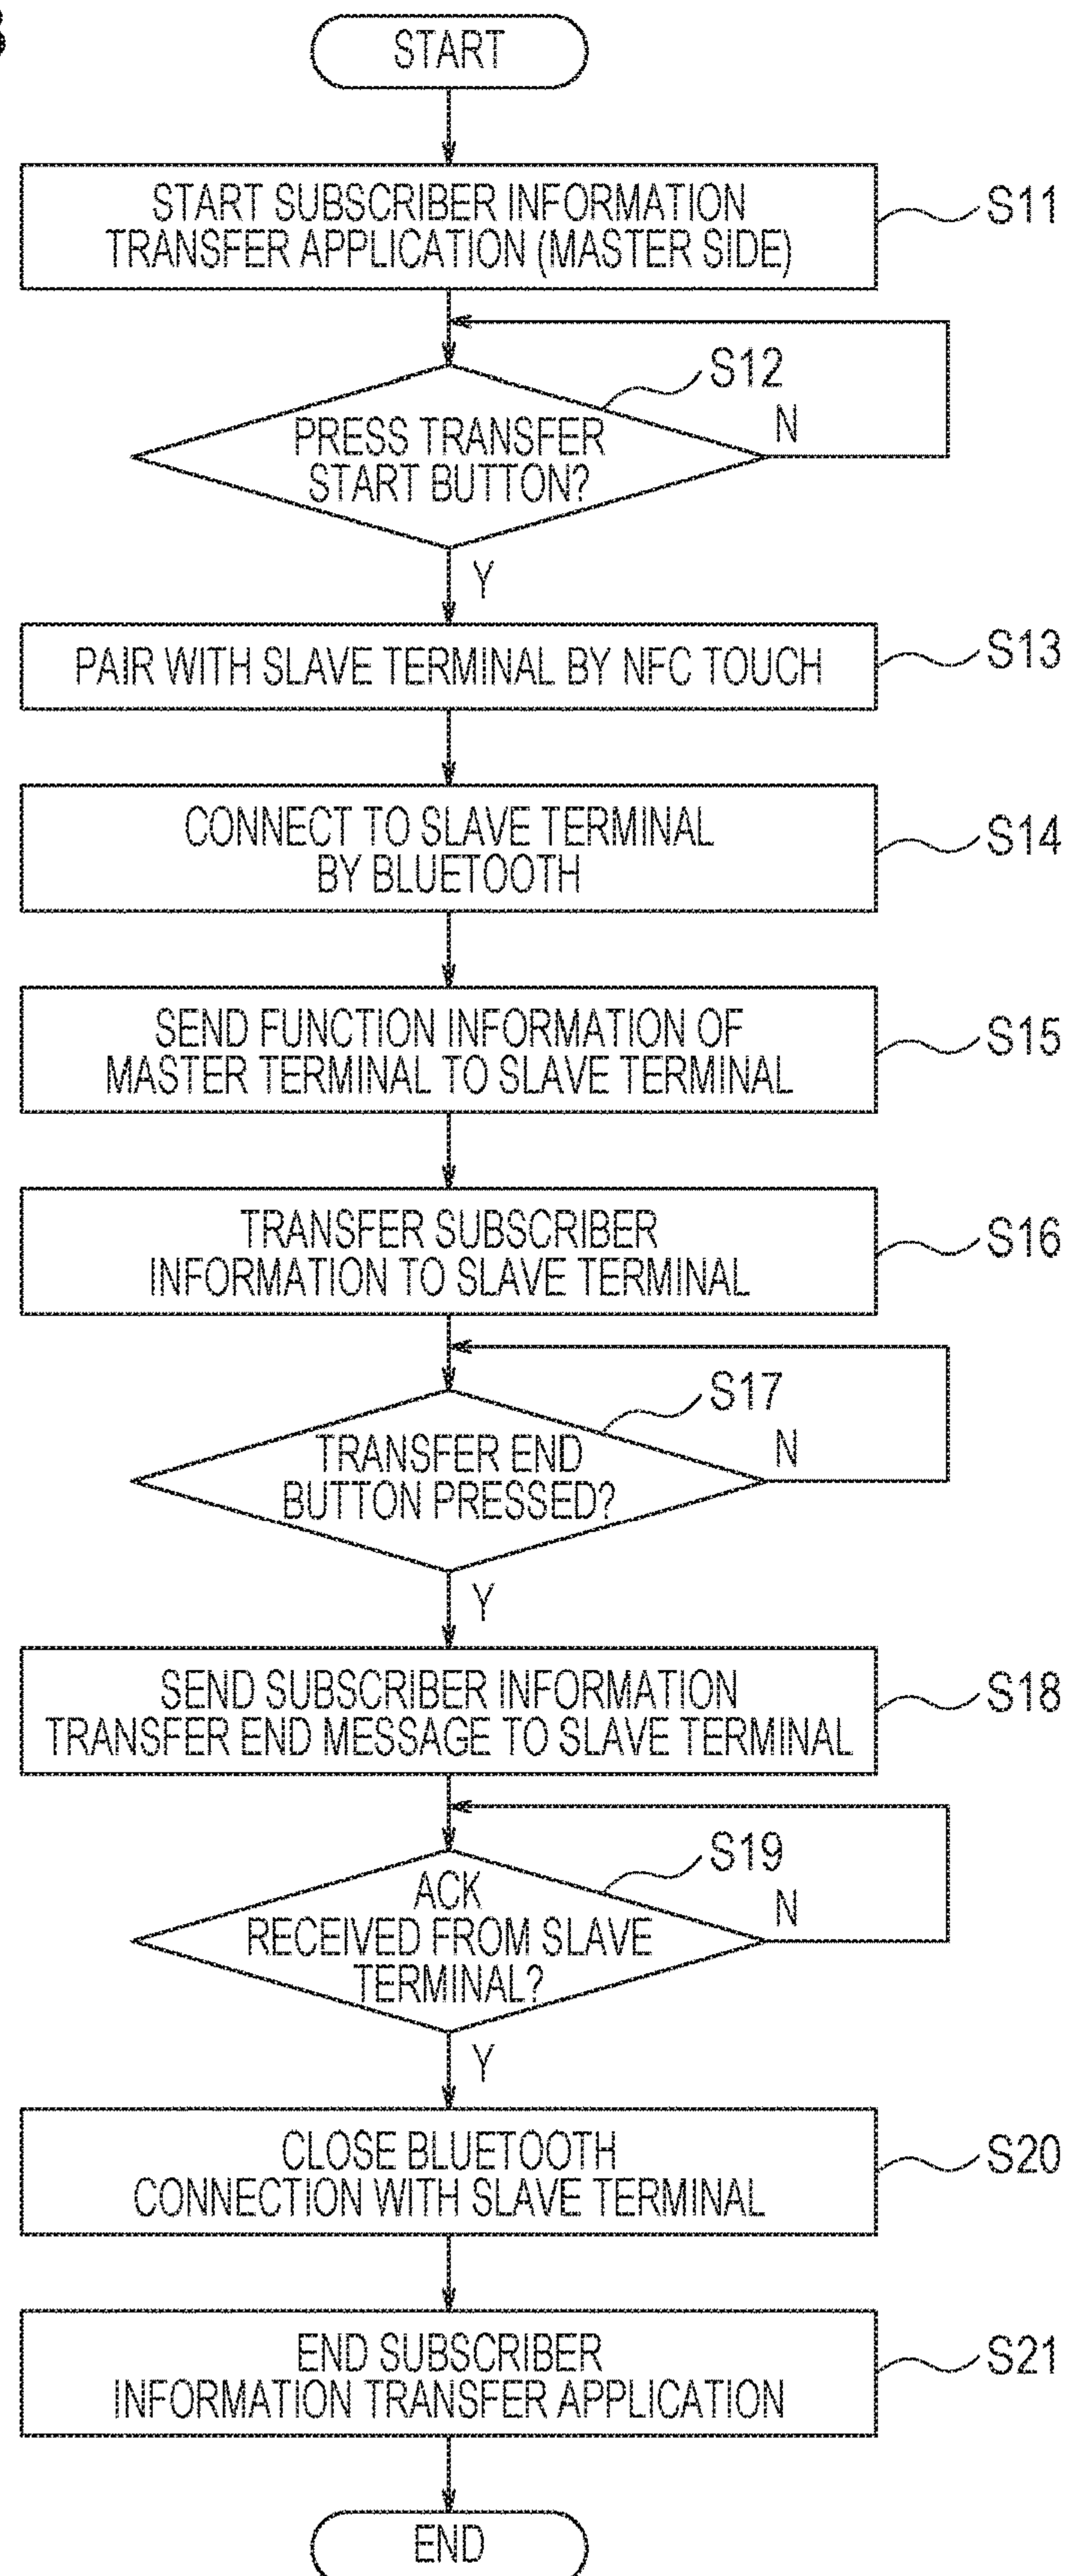 START
START SUBSCRIBER INFORMATION
TRANSFER APPLICATION (MASTER SIDE)
S11
S12
PRESS TRANSFER
START BUTTON?
N
Y
PAIR WITH SLAVE TERMINAL BY NFC TOUCH
S13
CONNECT TO SLAVE TERMINAL
BY BLUETOOTH
S14
SEND FUNCTION INFORMATION OF
MASTER TERMINAL TO SLAVE TERMINAL
S15
TRANSFER SUBSCRIBER
INFORMATION TO SLAVE TERMINAL
S16
S17
TRANSFER END
BUTTON PRESSED?
N
Y
SEND SUBSCRIBER INFORMATION
TRANSFER END MESSAGE TO SLAVE TERMINAL
S18
S19
ACK
RECEIVED FROM SLAVE
TERMINAL?
N
Y
CLOSE BLUETOOTH
CONNECTION WITH SLAVE TERMINAL
S20
END SUBSCRIBER
INFORMATION TRANSFER APPLICATION
S21
END